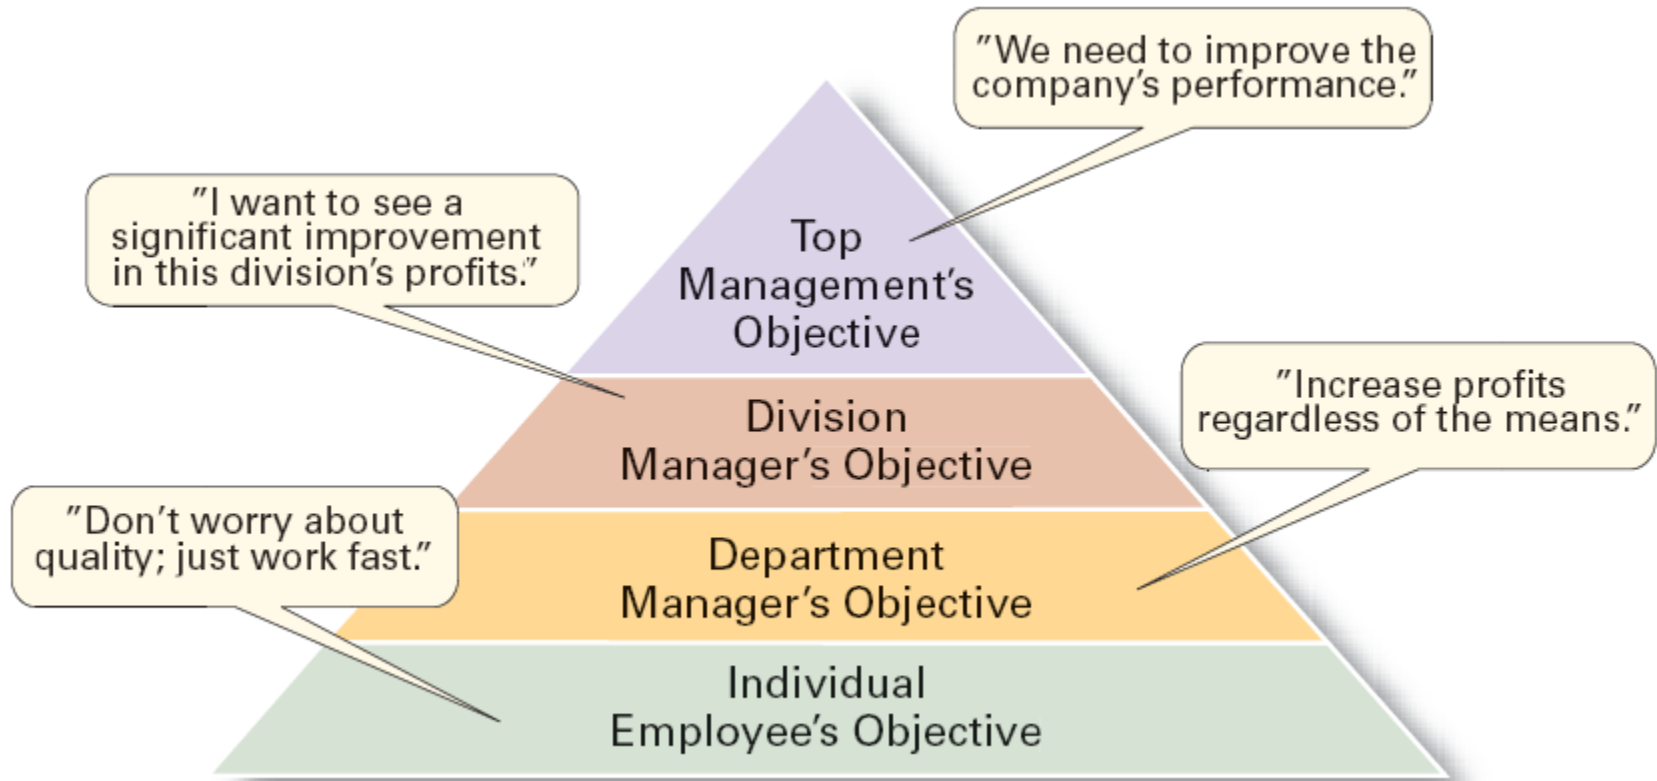 "We need to improve the
company's performance."
"I want to see a
significant improvement
in this division's profits."
Top
Management's
Objective
"Increase profits
regardless of the means."
Division
Manager's Objective
"Don't worry about
quality; just work fast."
Department
Manager's Objective
Individual
Employee's Objective